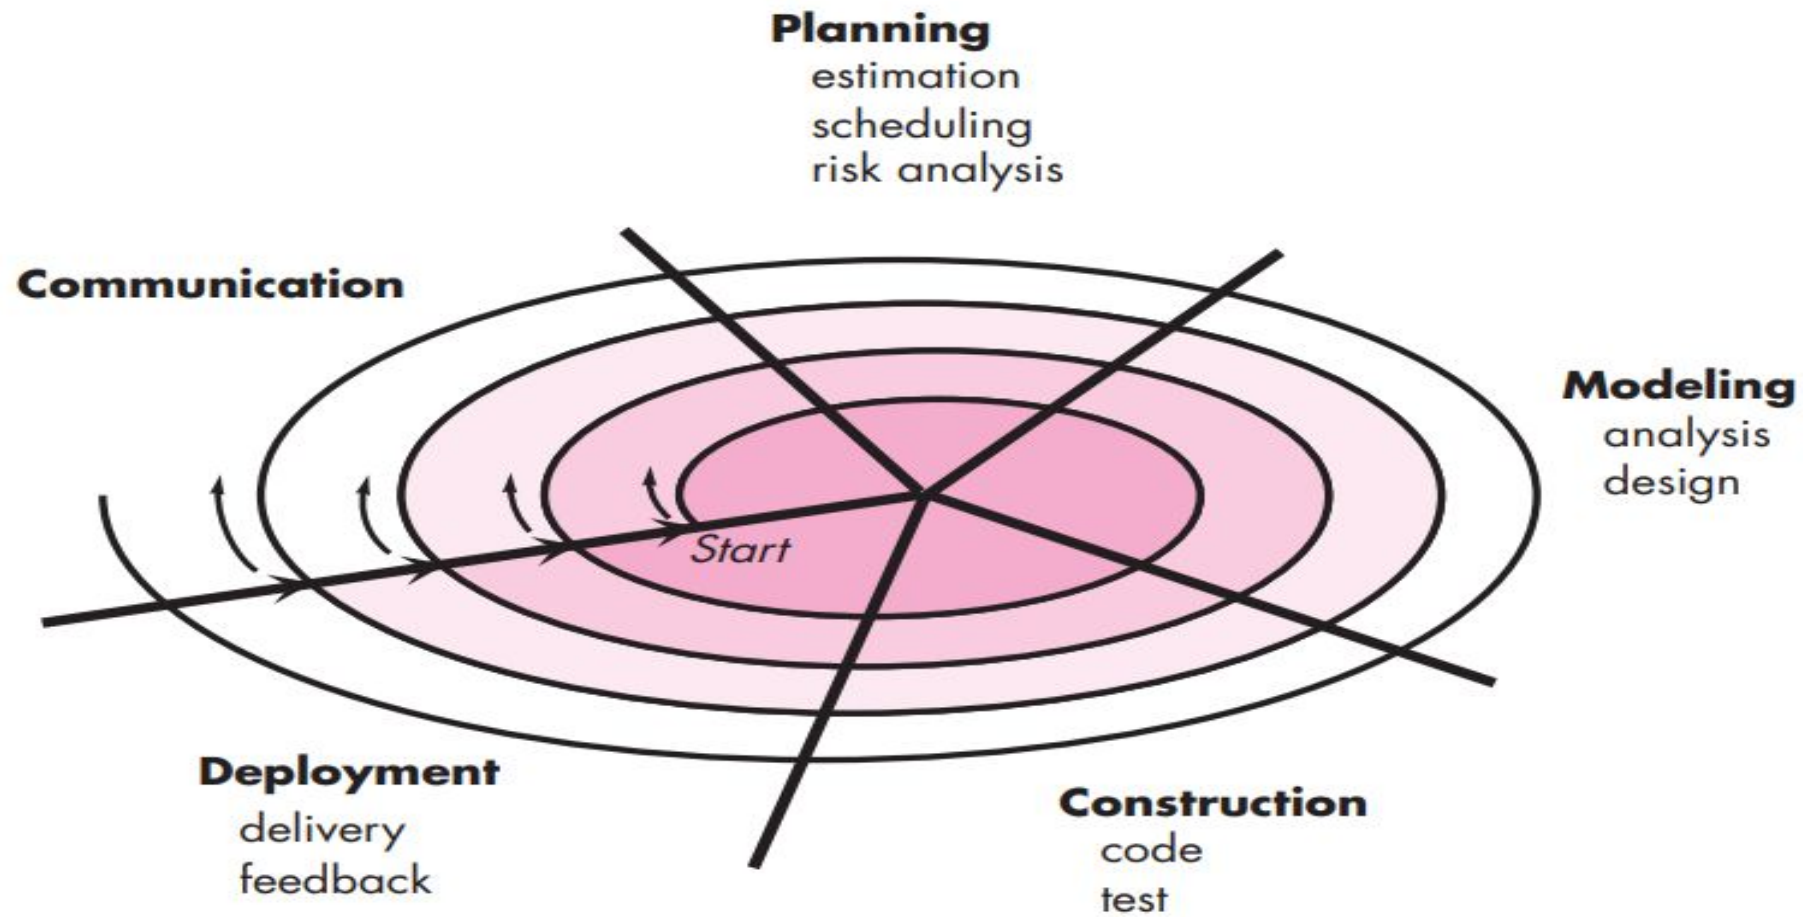 Planning
estimation
scheduling
risk analysis
Communication
Modeling
analysis
design
Start
Deployment
delivery
feedback
Construction
code
test